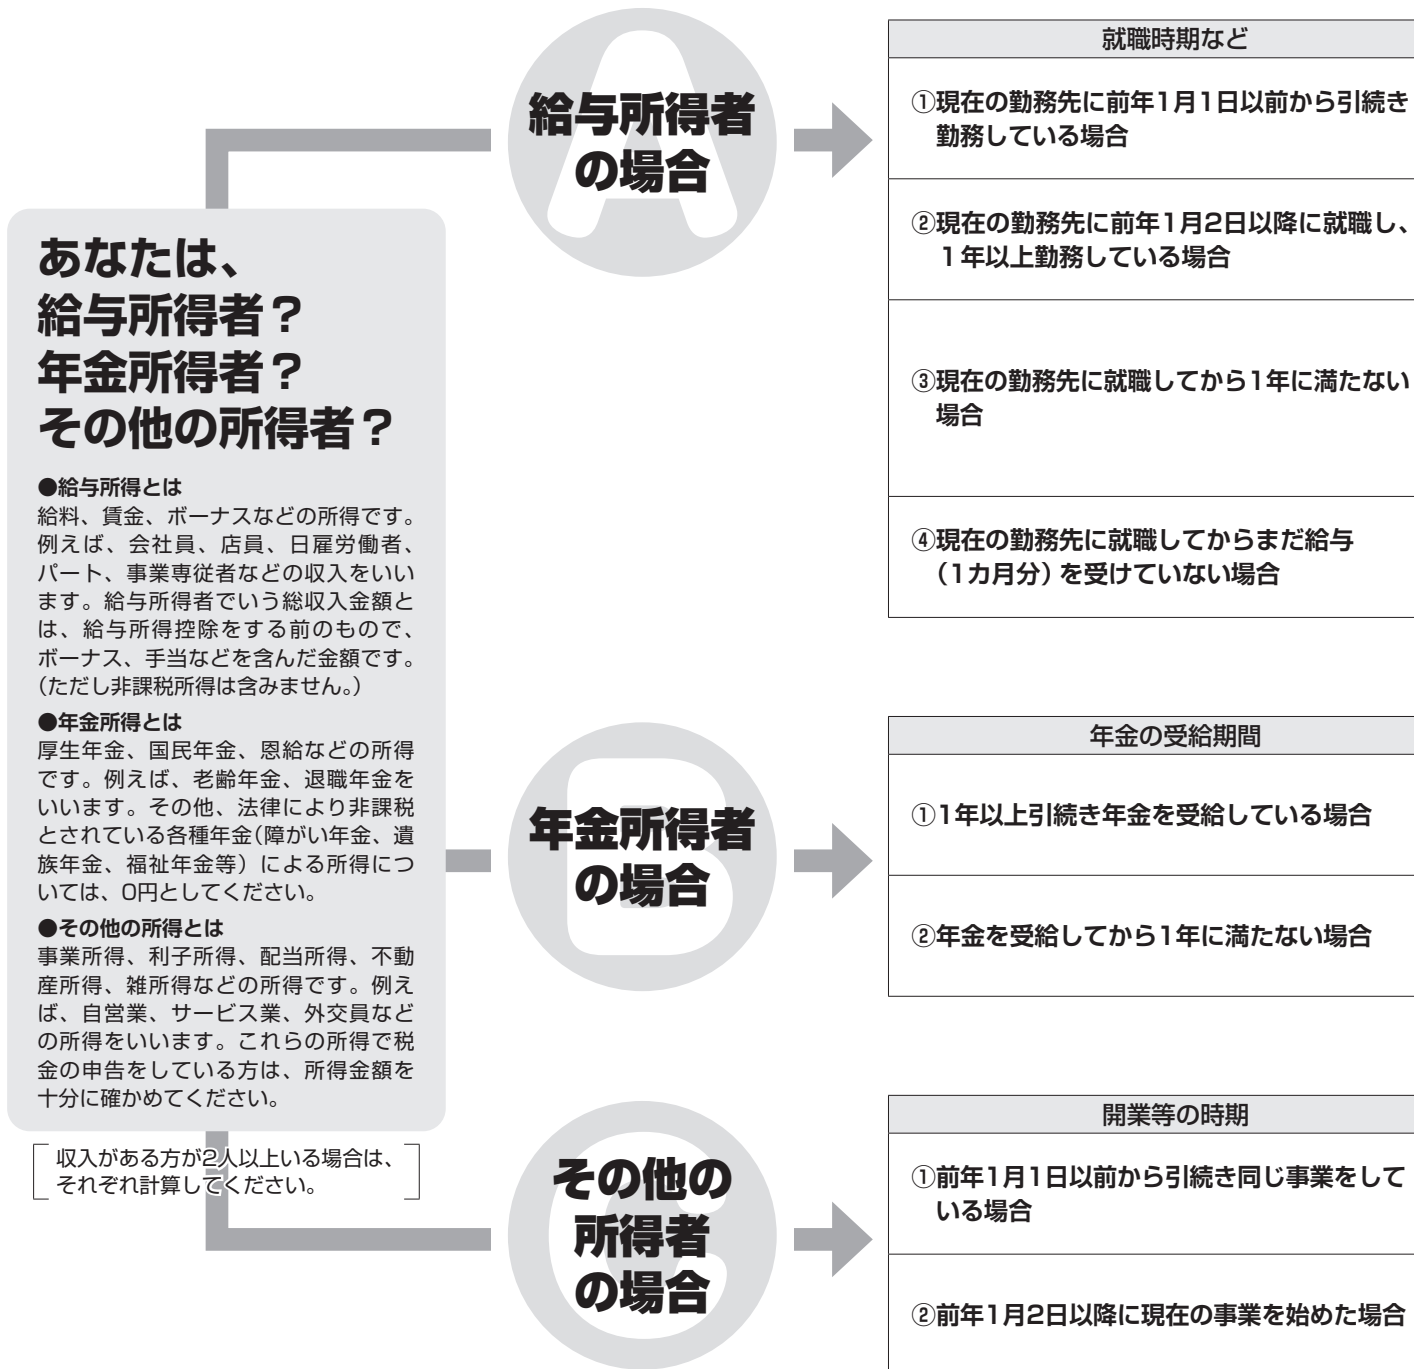 あなたは、
給与所得者？
年金所得者？
その他の所得者？
●給与所得とは
給料、賃金、ボーナスなどの所得です。
例えば、会社員、店員、日雇労働者、
パート、事業専従者などの収入をいい
ます。給与所得者でいう総収入金額と
は、給与所得控除をする前のもので、
ボーナス、手当などを含んだ金額です。
（ただし非課税所得は含みません。）
●年金所得とは
厚生年金、国民年金、恩給などの所得
です。例えば、老齢年金、退職年金を
いいます。その他、法律により非課税
とされている各種年金（障がい年金、遺
族年金、福祉年金等）による所得につ
いては、0円としてください。
●その他の所得とは
事業所得、利子所得、配当所得、不動
産所得、雑所得などの所得です。例え
ば、自営業、サービス業、外交員など
の所得をいいます。これらの所得で税
金の申告をしている方は、所得金額を
十分に確かめてください。
収入がある方が2人以上いる場合は、
それぞれ計算してください。
A
給与所得者
の場合
就職時期など
①現在の勤務先に前年1月1日以前から引続き
勤務している場合
②現在の勤務先に前年1月2日以降に就職し、
1年以上勤務している場合
③現在の勤務先に就職してから1年に満たない
場合
④現在の勤務先に就職してからまだ給与
（1カ月分）を受けていない場合
B
年金所得者
の場合
年金の受給期間
①1年以上引続き年金を受給している場合
②年金を受給してから1年に満たない場合
C
その他の
所得者
の場合
開業等の時期
①前年1月1日以前から引続き同じ事業をして
いる場合
②前年1月2日以降に現在の事業を始めた場合